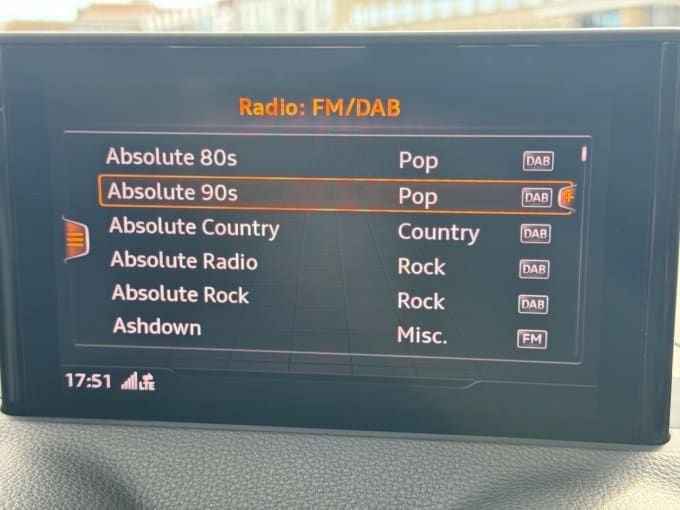 Radio: FM/DAB
Absolute 80s Pop DAB
Absolute 90s Pop DAB
Absolute Country Country DAB
Absolute Radio Rock DAB
Absolute Rock Rock DAB
Ashdown Misc. FM
17:51 LTE